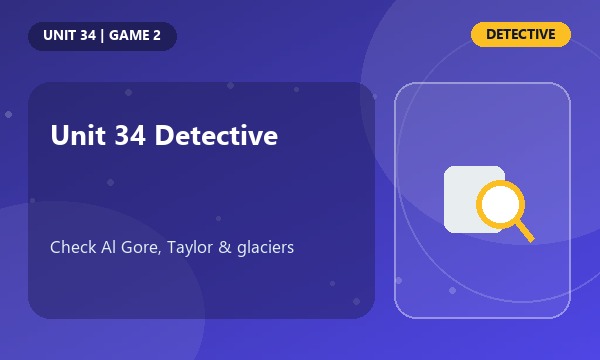 UNIT 34 | GAME 2
DETECTIVE
Unit 34 Detective
Check Al Gore, Taylor & glaciers